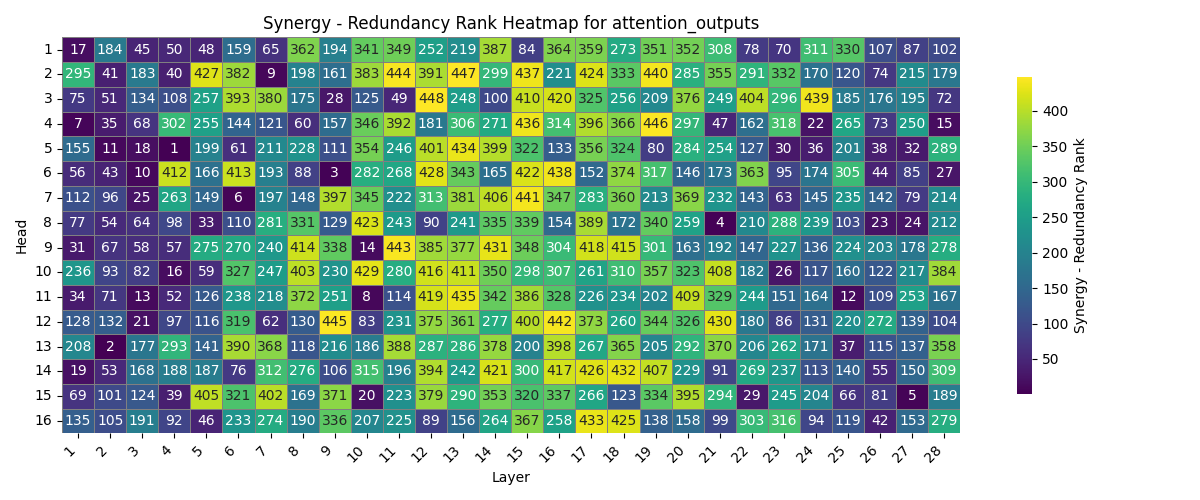 Synergy - Redundancy Rank Heatmap for attention_outputs
1 17 184 45 50 48 159 65 362 194 341 349 252 219 387 84 364 359 273 351 352 308 78 70 311 330 107 87 102
2 295 41 183 40 427 382 9 198 161 383 444 391 447 299 437 221 424 333 440 285 355 291 332 170 120 74 215 179
3 75 51 134 108 257 393 380 175 28 125 49 448 248 100 410 420 325 256 209 376 249 404 296 439 185 176 195 72
4 7 35 68 302 255 144 121 60 157 346 392 181 306 271 436 314 396 366 446 297 47 162 318 22 265 73 250 15
5 155 11 18 1 199 61 211 228 111 354 246 401 434 399 322 133 356 324 80 284 254 127 30 36 201 38 32 289
6 56 43 10 412 166 413 193 88 3 282 268 428 343 165 422 438 152 374 317 146 173 363 95 174 305 44 85 27
7 112 96 25 263 149 6 197 148 397 345 222 313 381 406 441 347 283 360 213 369 232 143 63 145 235 142 79 214
8 77 54 64 98 33 110 281 331 129 423 243 90 241 335 339 154 389 172 340 259 4 210 288 239 103 23 24 212
9 31 67 58 57 275 270 240 414 338 14 443 385 377 431 348 304 418 415 301 163 192 147 227 136 224 203 178 278
10 236 93 82 16 59 327 247 403 230 429 280 416 411 350 298 307 261 310 357 323 408 182 26 117 160 122 217 384
11 34 71 13 52 126 238 218 372 251 8 114 419 435 342 386 328 226 234 202 409 329 244 151 164 12 109 253 167
12 128 132 21 97 116 319 62 130 445 83 231 375 361 277 400 442 373 260 344 326 430 180 86 131 220 272 139 104
13 208 2 177 293 141 390 368 118 216 186 388 287 286 378 200 398 267 365 205 292 370 206 262 171 37 115 137 358
14 19 53 168 188 187 76 312 276 106 315 196 394 242 421 300 417 426 432 407 229 91 269 237 113 140 55 150 309
15 69 101 124 39 405 321 402 169 371 20 223 379 290 353 320 337 266 123 334 395 294 29 245 204 66 81 5 189
16 135 105 191 92 46 233 274 190 336 207 225 89 156 264 367 258 433 425 138 158 99 303 316 94 119 42 153 279
1 2 3 4 5 6 7 8 9 10 11 12 13 14 15 16 17 18 19 20 21 22 23 24 25 26 27 28
Layer
Head
400
350
300
250
200
150
100
50
Synergy - Redundancy Rank